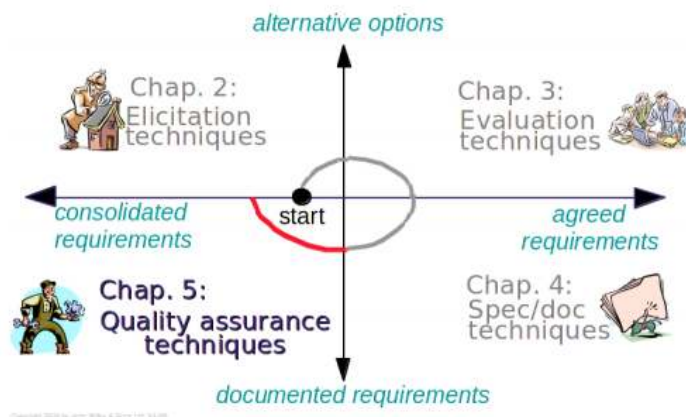 alternative options
Chap. 2:
Elicitation
techniques
Chap. 3:
Evaluation
techniques
consolidated
requirements
start
agreed
requirements
Chap. 5:
Quality assurance
techniques
Chap. 4:
Spec/doc
techniques
documented requirements